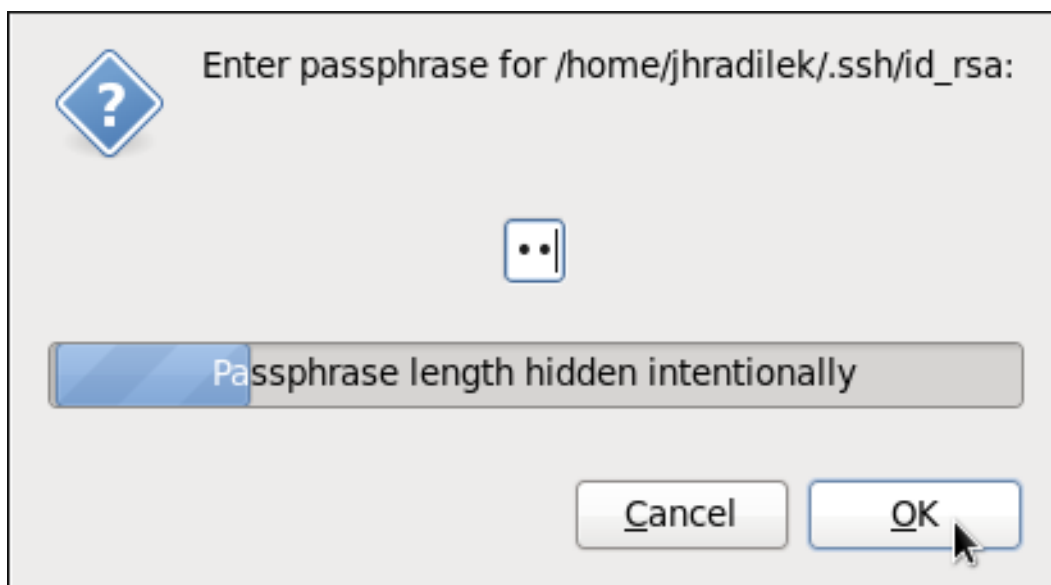 Enter passphrase for /home/jhradilek/.ssh/id_rsa:
••
Passphrase length hidden intentionally
Cancel OK